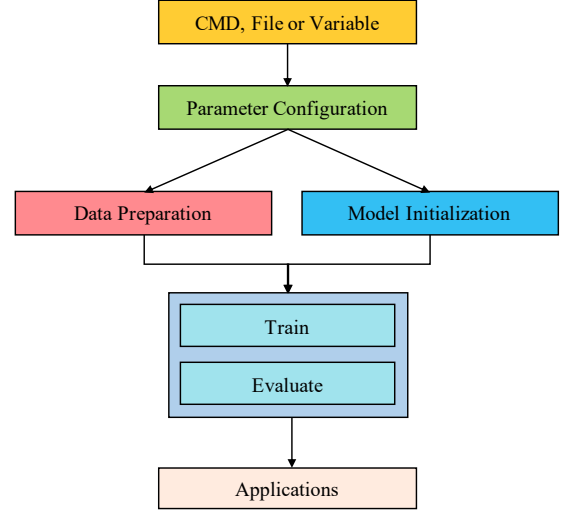 CMD, File or Variable
Parameter Configuration
Data Preparation
Model Initialization
Train
Evaluate
Applications